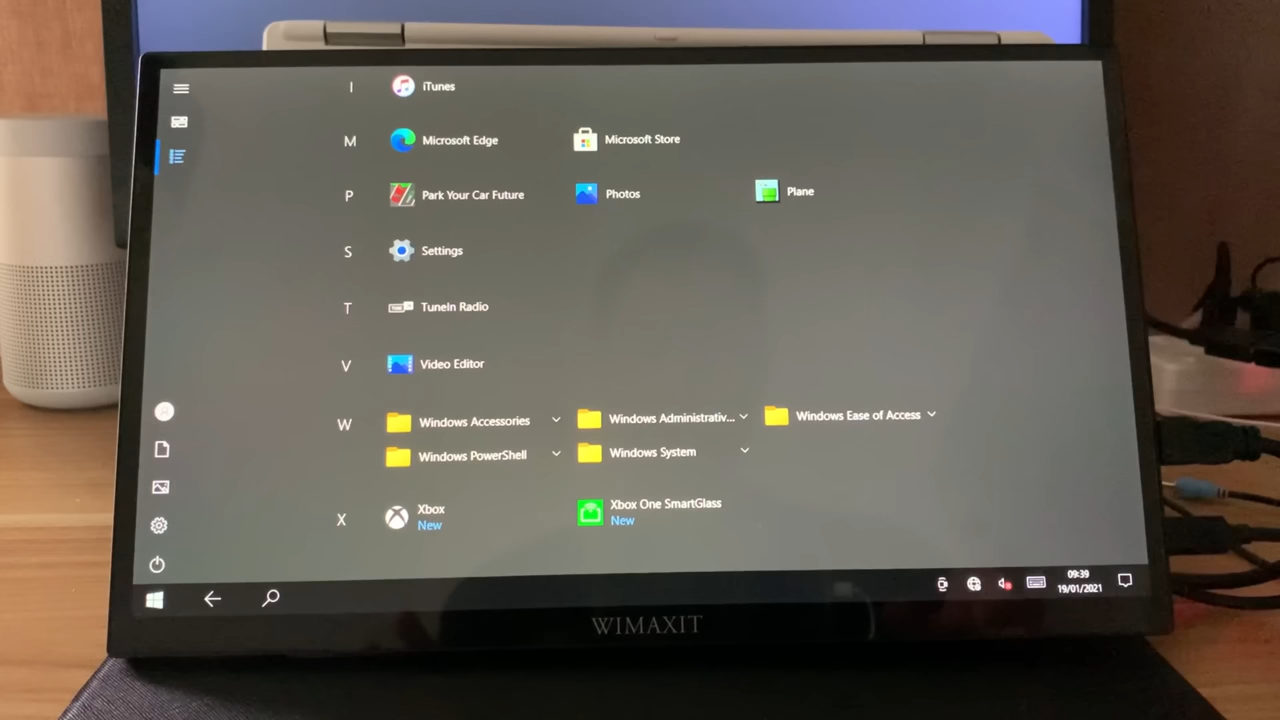 I
iTunes
M
Microsoft Edge
Microsoft Store
P
Park Your Car Future
Photos
Plane
S
Settings
T
TuneIn Radio
V
Video Editor
W
Windows Accessories
Windows Administrativ...
Windows Ease of Access
Windows PowerShell
Windows System
X
Xbox
New
Xbox One SmartGlass
New
09:39
19/01/2021
WIMAXIT